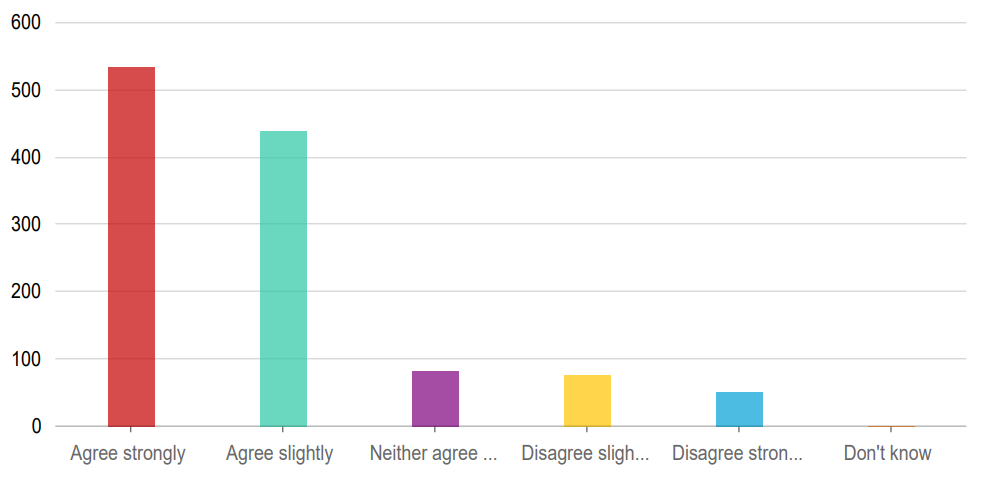 600
500
400
300
200
100
0
Agree strongly
Agree slightly
Neither agree ...
Disagree sligh...
Disagree stron...
Don't know